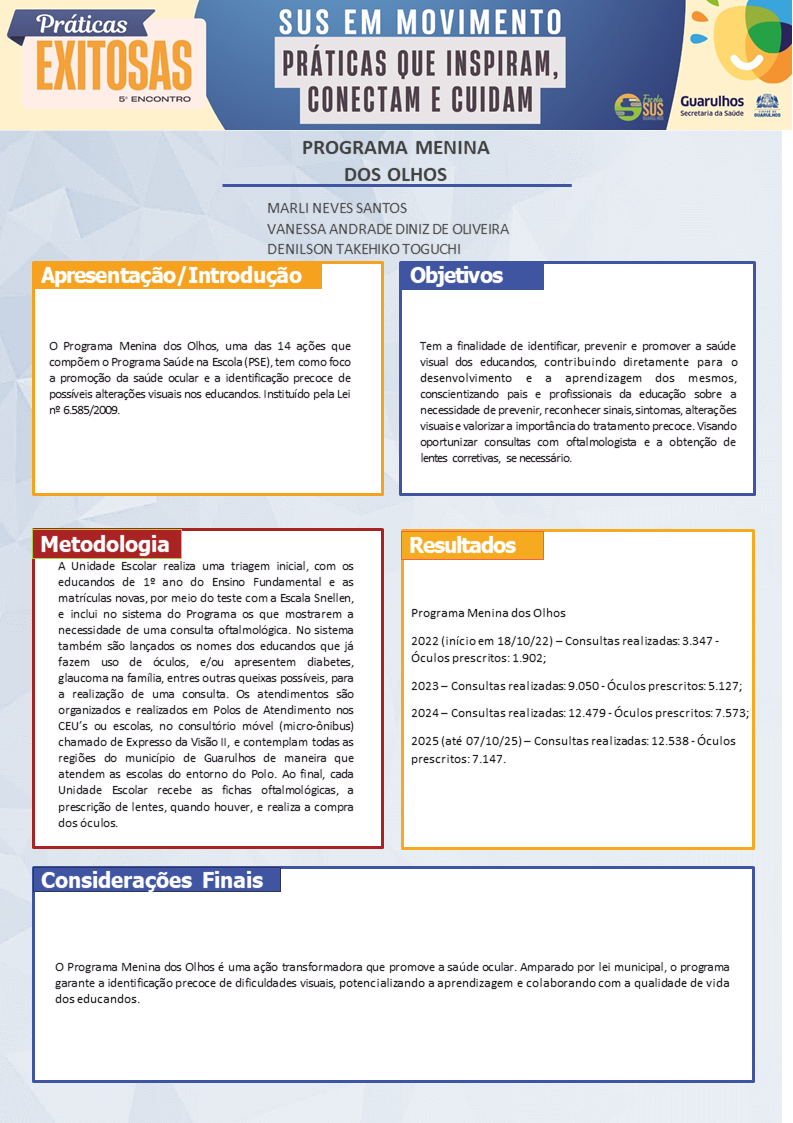 Práticas
EXITOSAS
5º ENCONTRO
SUS EM MOVIMENTO
PRÁTICAS QUE INSPIRAM,
CONECTAM E CUIDAM
Escola
SUS
GUARULHOS
Guarulhos
Secretaria da Saúde
CIDADE DE
GUARULHOS
PROGRAMA MENINA
DOS OLHOS
MARLI NEVES SANTOS
VANESSA ANDRADE DINIZ DE OLIVEIRA
DENILSON TAKEHIKO TOGUCHI
Apresentação/Introdução
O Programa Menina dos Olhos, uma das 14 ações que
compõem o Programa Saúde na Escola (PSE), tem como foco
a promoção da saúde ocular e a identificação precoce de
possíveis alterações visuais nos educandos. Instituído pela Lei
nº 6.585/2009.
Objetivos
Tem a finalidade de identificar, prevenir e promover a saúde
visual dos educandos, contribuindo diretamente para o
desenvolvimento e a aprendizagem dos mesmos,
conscientizando pais e profissionais da educação sobre a
necessidade de prevenir, reconhecer sinais, sintomas, alterações
visuais e valorizar a importância do tratamento precoce. Visando
oportunizar consultas com oftalmologista e a obtenção de
lentes corretivas, se necessário.
Metodologia
A Unidade Escolar realiza uma triagem inicial, com os
educandos de 1º ano do Ensino Fundamental e as
matrículas novas, por meio do teste com a Escala Snellen,
e inclui no sistema do Programa os que mostrarem a
necessidade de uma consulta oftalmológica. No sistema
também são lançados os nomes dos educandos que já
fazem uso de óculos, e/ou apresentem diabetes,
glaucoma na família, entres outras queixas possíveis, para
a realização de uma consulta. Os atendimentos são
organizados e realizados em Polos de Atendimento nos
CEU's ou escolas, no consultório móvel (micro-ônibus)
chamado de Expresso da Visão II, e contemplam todas as
regiões do município de Guarulhos de maneira que
atendem as escolas do entorno do Polo. Ao final, cada
Unidade Escolar recebe as fichas oftalmológicas, a
prescrição de lentes, quando houver, e realiza a compra
dos óculos.
Resultados
Programa Menina dos Olhos
2022 (início em 18/10/22) – Consultas realizadas: 3.347 -
Óculos prescritos: 1.902;
2023 – Consultas realizadas: 9.050 - Óculos prescritos: 5.127;
2024 – Consultas realizadas: 12.479 - Óculos prescritos: 7.573;
2025 (até 07/10/25) – Consultas realizadas: 12.538 - Óculos
prescritos: 7.147.
Considerações Finais
O Programa Menina dos Olhos é uma ação transformadora que promove a saúde ocular. Amparado por lei municipal, o programa
garante a identificação precoce de dificuldades visuais, potencializando a aprendizagem e colaborando com a qualidade de vida
dos educandos.